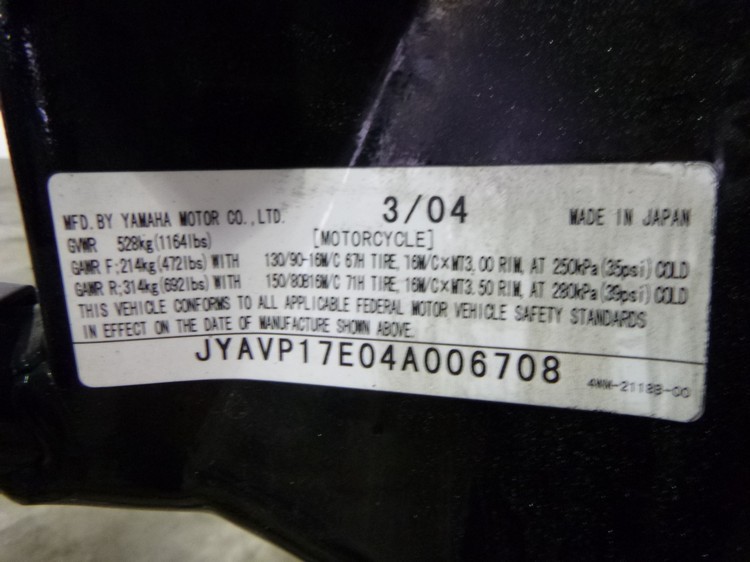 MFD. BY YAMAHA MOTOR CO., LTD. 3/04 MADE IN JAPAN
GVWR 528kg(1164lbs) [MOTORCYCLE]
GAWR F:214kg(472lbs) WITH 130/90-16M/C 67H TIRE, 16M/C×MT3.00 RIM, AT 250kPa(35psi) COLD
GAWR R:314kg(692lbs) WITH 150/80B16M/C 71H TIRE, 16M/C×MT3.50 RIM, AT 280kPa(39psi) COLD
THIS VEHICLE CONFORMS TO ALL APPLICABLE FEDERAL MOTOR VEHICLE SAFETY STANDARDS
IN EFFECT ON THE DATE OF MANUFACTURE SHOWN ABOVE.
JYAVP17E04A006708
4WM-2118B-00